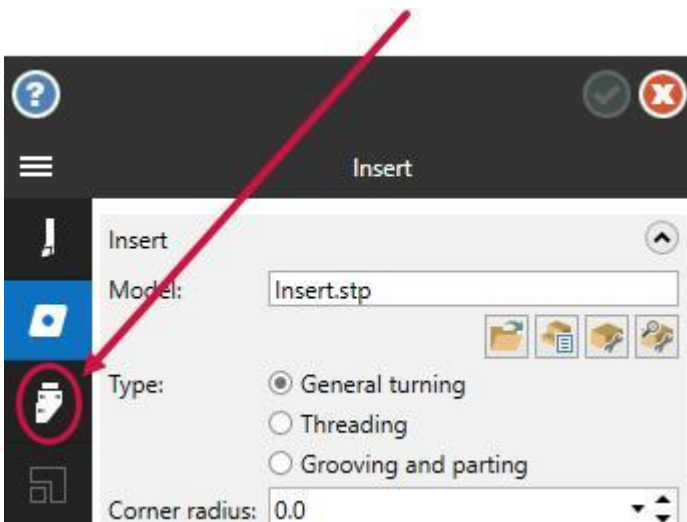 ?
Insert
Insert
Model: Insert.stp
Type: General turning
Threading
Grooving and parting
Corner radius: 0.0